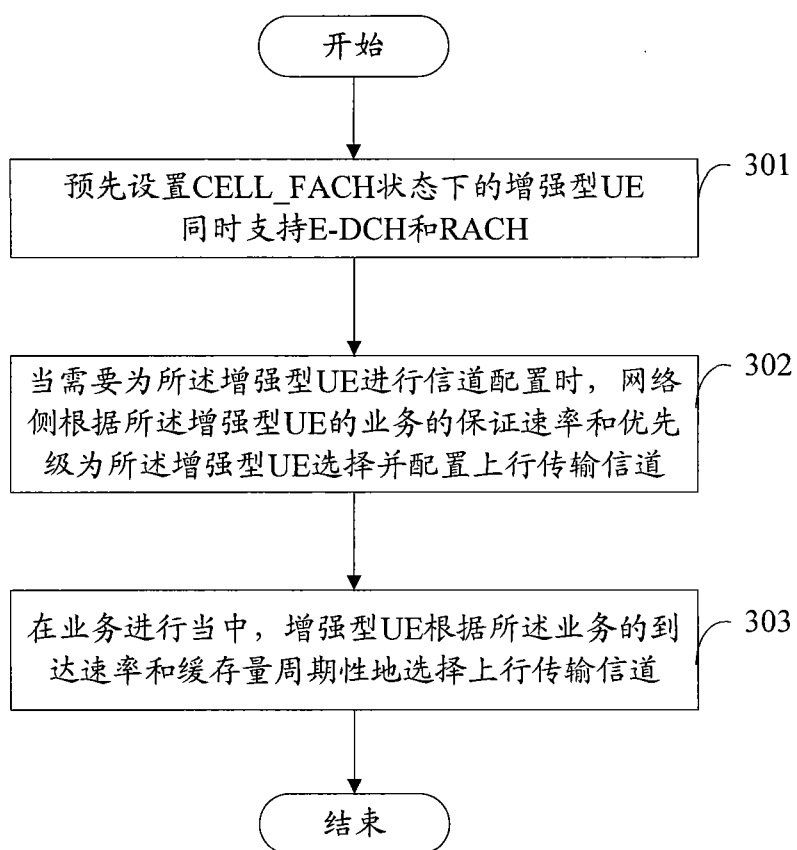 开始
预先设置CELL_FACH状态下的增强型UE
同时支持E-DCH和RACH
301
当需要为所述增强型UE进行信道配置时，网络
侧根据所述增强型UE的业务的保证速率和优先
级为所述增强型UE选择并配置上行传输信道
302
在业务进行当中，增强型UE根据所述业务的到
达速率和缓存量周期性地选择上行传输信道
303
结束